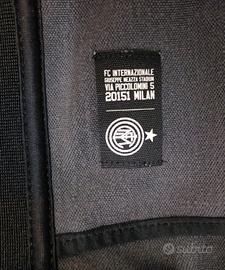 FC INTERNAZIONALE
GIUSEPPE MEAZZA STADIUM
VIA PICCOLOMINI 5
20151 MILAN
subito